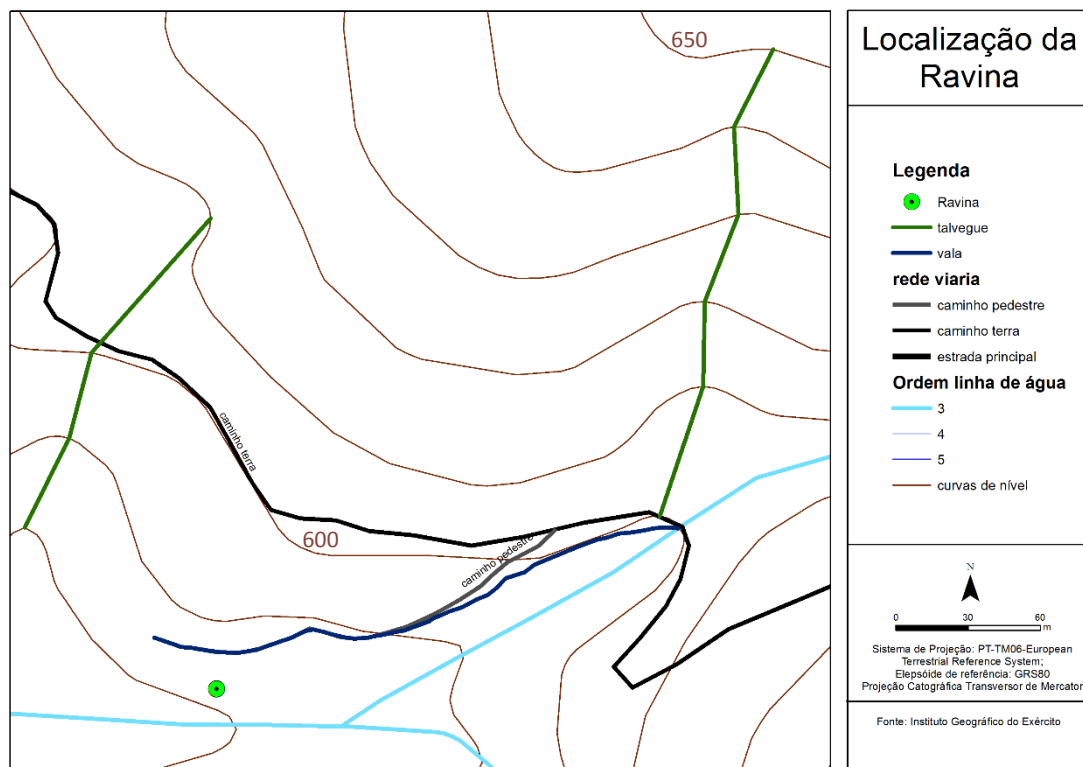 650
600
caminho terra
caminho pedestre
Localização da
Ravina
Legenda
Ravina
talvegue
vala
rede viaria
caminho pedestre
caminho terra
estrada principal
Ordem linha de água
3
4
5
curvas de nível
N
0 30 60
m
Sistema de Projeção: PT-TM06-European
Terrestrial Reference System;
Elepsóide de referência: GRS80
Projeção Catográfica Transversor de Mercator
Fonte: Instituto Geográfico do Exército